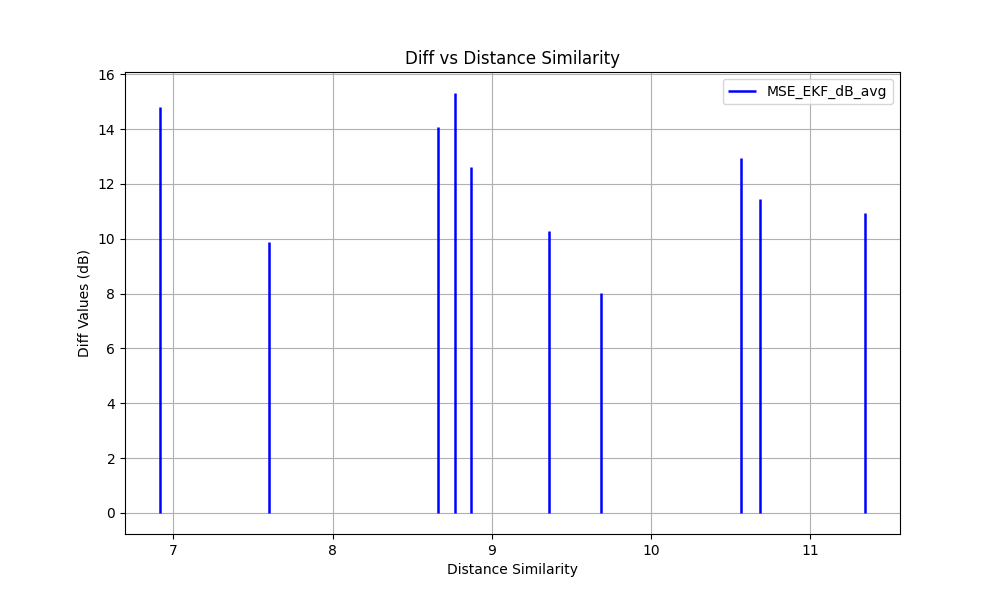 Diff vs Distance Similarity
MSE_EKF_dB_avg
Diff Values (dB)
16
14
12
10
8
6
4
2
0
7 8 9 10 11
Distance Similarity